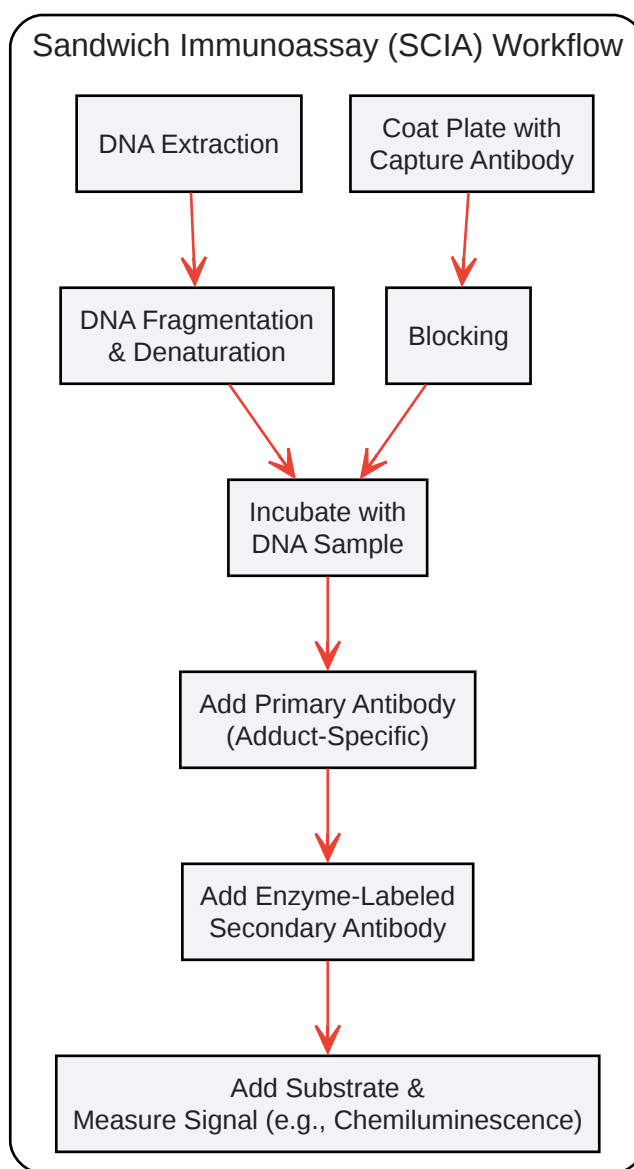 Sandwich Immunoassay (SCIA) Workflow
DNA Extraction
Coat Plate with
Capture Antibody
DNA Fragmentation
& Denaturation
Blocking
Incubate with
DNA Sample
Add Primary Antibody
(Adduct-Specific)
Add Enzyme-Labeled
Secondary Antibody
Add Substrate &
Measure Signal (e.g., Chemiluminescence)